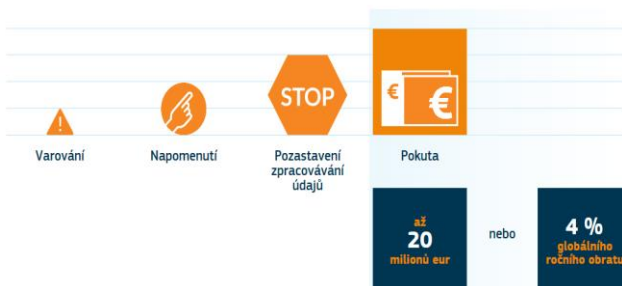 STOP
€ €
Varování
Napomenutí
Pozastavení
zpracovávání
údajů
Pokuta
až
20
milionů eur
nebo
4 %
globálního
ročního obratu